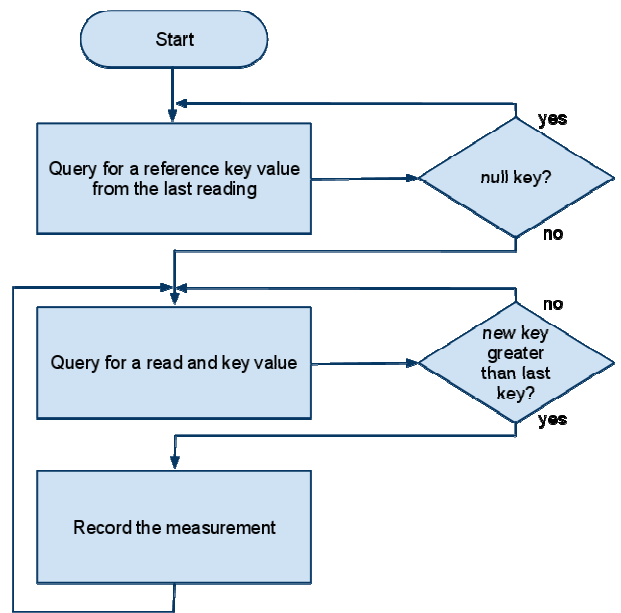 Start
yes
Query for a reference key value
from the last reading
null key?
no
no
Query for a read and key value
new key
greater
than last
key?
yes
Record the measurement